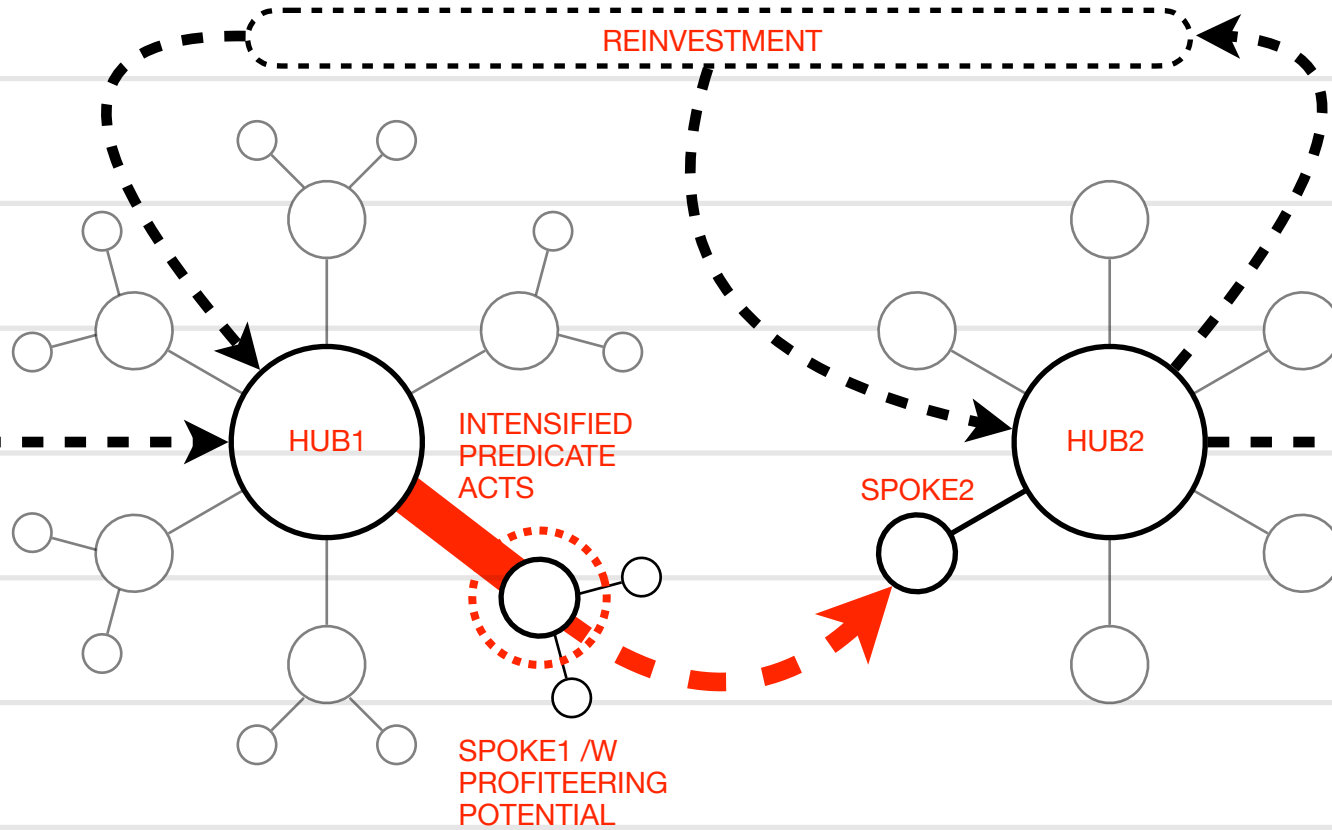 REINVESTMENT
HUB1
INTENSIFIED
PREDICATE
ACTS
HUB2
SPOKE2
SPOKE1 /W
PROFITEERING
POTENTIAL